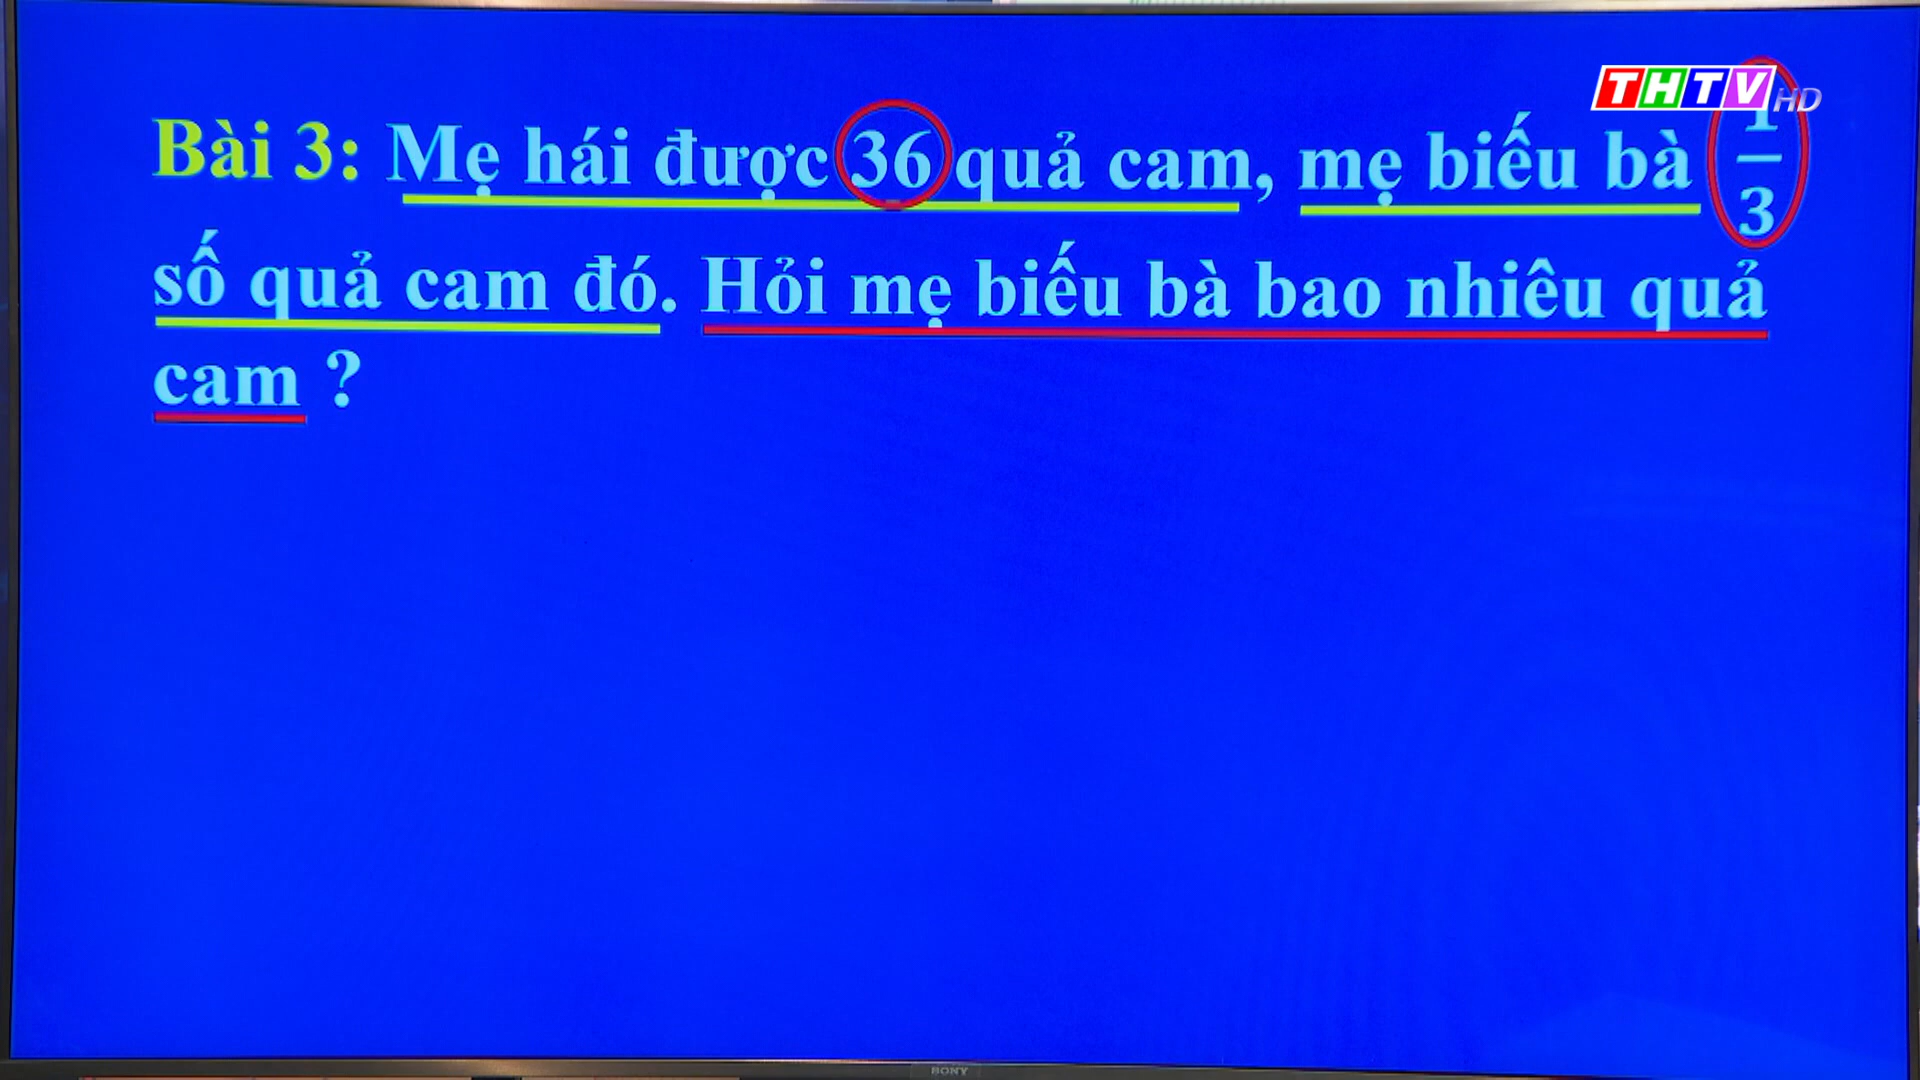 THTV HD
Bài 3: Mẹ hái được 36 quả cam, mẹ biếu bà 1/3
số quả cam đó. Hỏi mẹ biếu bà bao nhiêu quả
cam ?
SONY